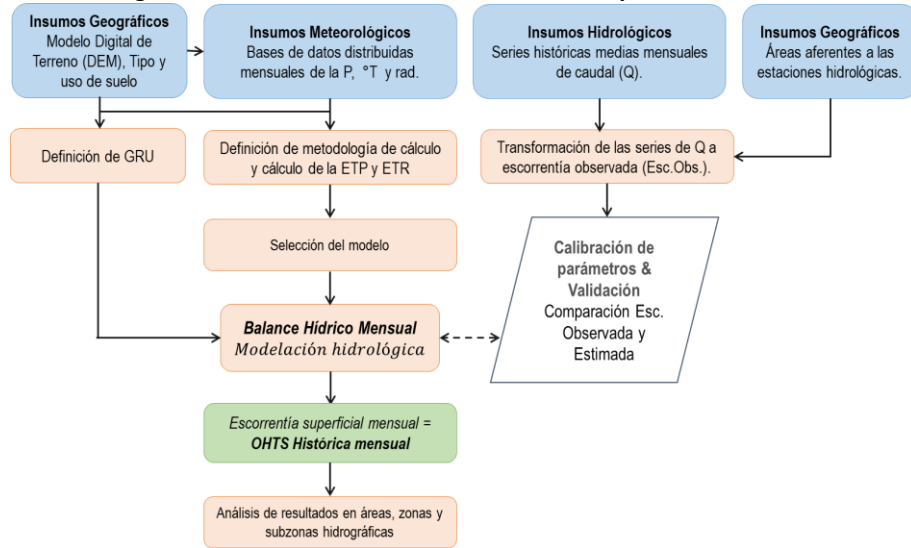 Insumos Geográficos
Modelo Digital de
Terreno (DEM), Tipo y
uso de suelo
Insumos Meteorológicos
Bases de datos distribuidas
mensuales de la P, °T y rad.
Insumos Hidrológicos
Series históricas medias mensuales
de caudal (Q).
Insumos Geográficos
Áreas aferentes a las
estaciones hidrológicas.
Definición de GRU
Definición de metodología de cálculo
y cálculo de la ETP y ETR
Transformación de las series de Q a
escorrentía observada (Esc.Obs.).
Selección del modelo
Calibración de
parámetros &
Validación
Comparación Esc.
Observada y
Estimada
Balance Hídrico Mensual
Modelación hidrológica
Escorrentía superficial mensual =
OHTS Histórica mensual
Análisis de resultados en áreas, zonas y
subzonas hidrográficas